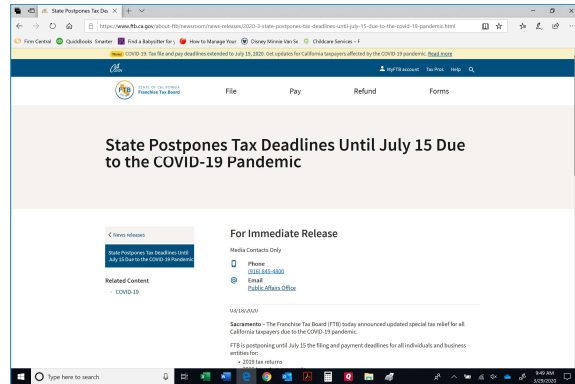 State Postpones Tax Dea
https://www.ftb.ca.gov/about-ftb/newsroom/news-releases/2020-3-state-postpones-tax-deadlines-until-july-15-due-to-the-covid-19-pandemic.html
Firm Central QuickBooks Smarter Find a Babysitter for y How to Manage Your Disney Minnie Van Se Childcare Services – F
COVID-19: Tax file and pay deadlines extended to July 15, 2020. Get updates for California taxpayers affected by the COVID-19 pandemic. Read more
CA.GOV MyFTB account Tax Pros Help
FTB STATE OF CALIFORNIA
Franchise Tax Board
File Pay Refund Forms
State Postpones Tax Deadlines Until July 15 Due
to the COVID-19 Pandemic
News releases
State Postpones Tax Deadlines Until
July 15 Due to the COVID-19 Pandemic
Related Content
- COVID-19
For Immediate Release
Media Contacts Only
Phone
(916) 845-4800
Email
Public Affairs Office
03/18/2020
Sacramento – The Franchise Tax Board (FTB) today announced updated special tax relief for all
California taxpayers due to the COVID-19 pandemic.
FTB is postponing until July 15 the filing and payment deadlines for all individuals and business
entities for:
• 2019 tax returns
Type here to search
9:49 AM
3/25/2020